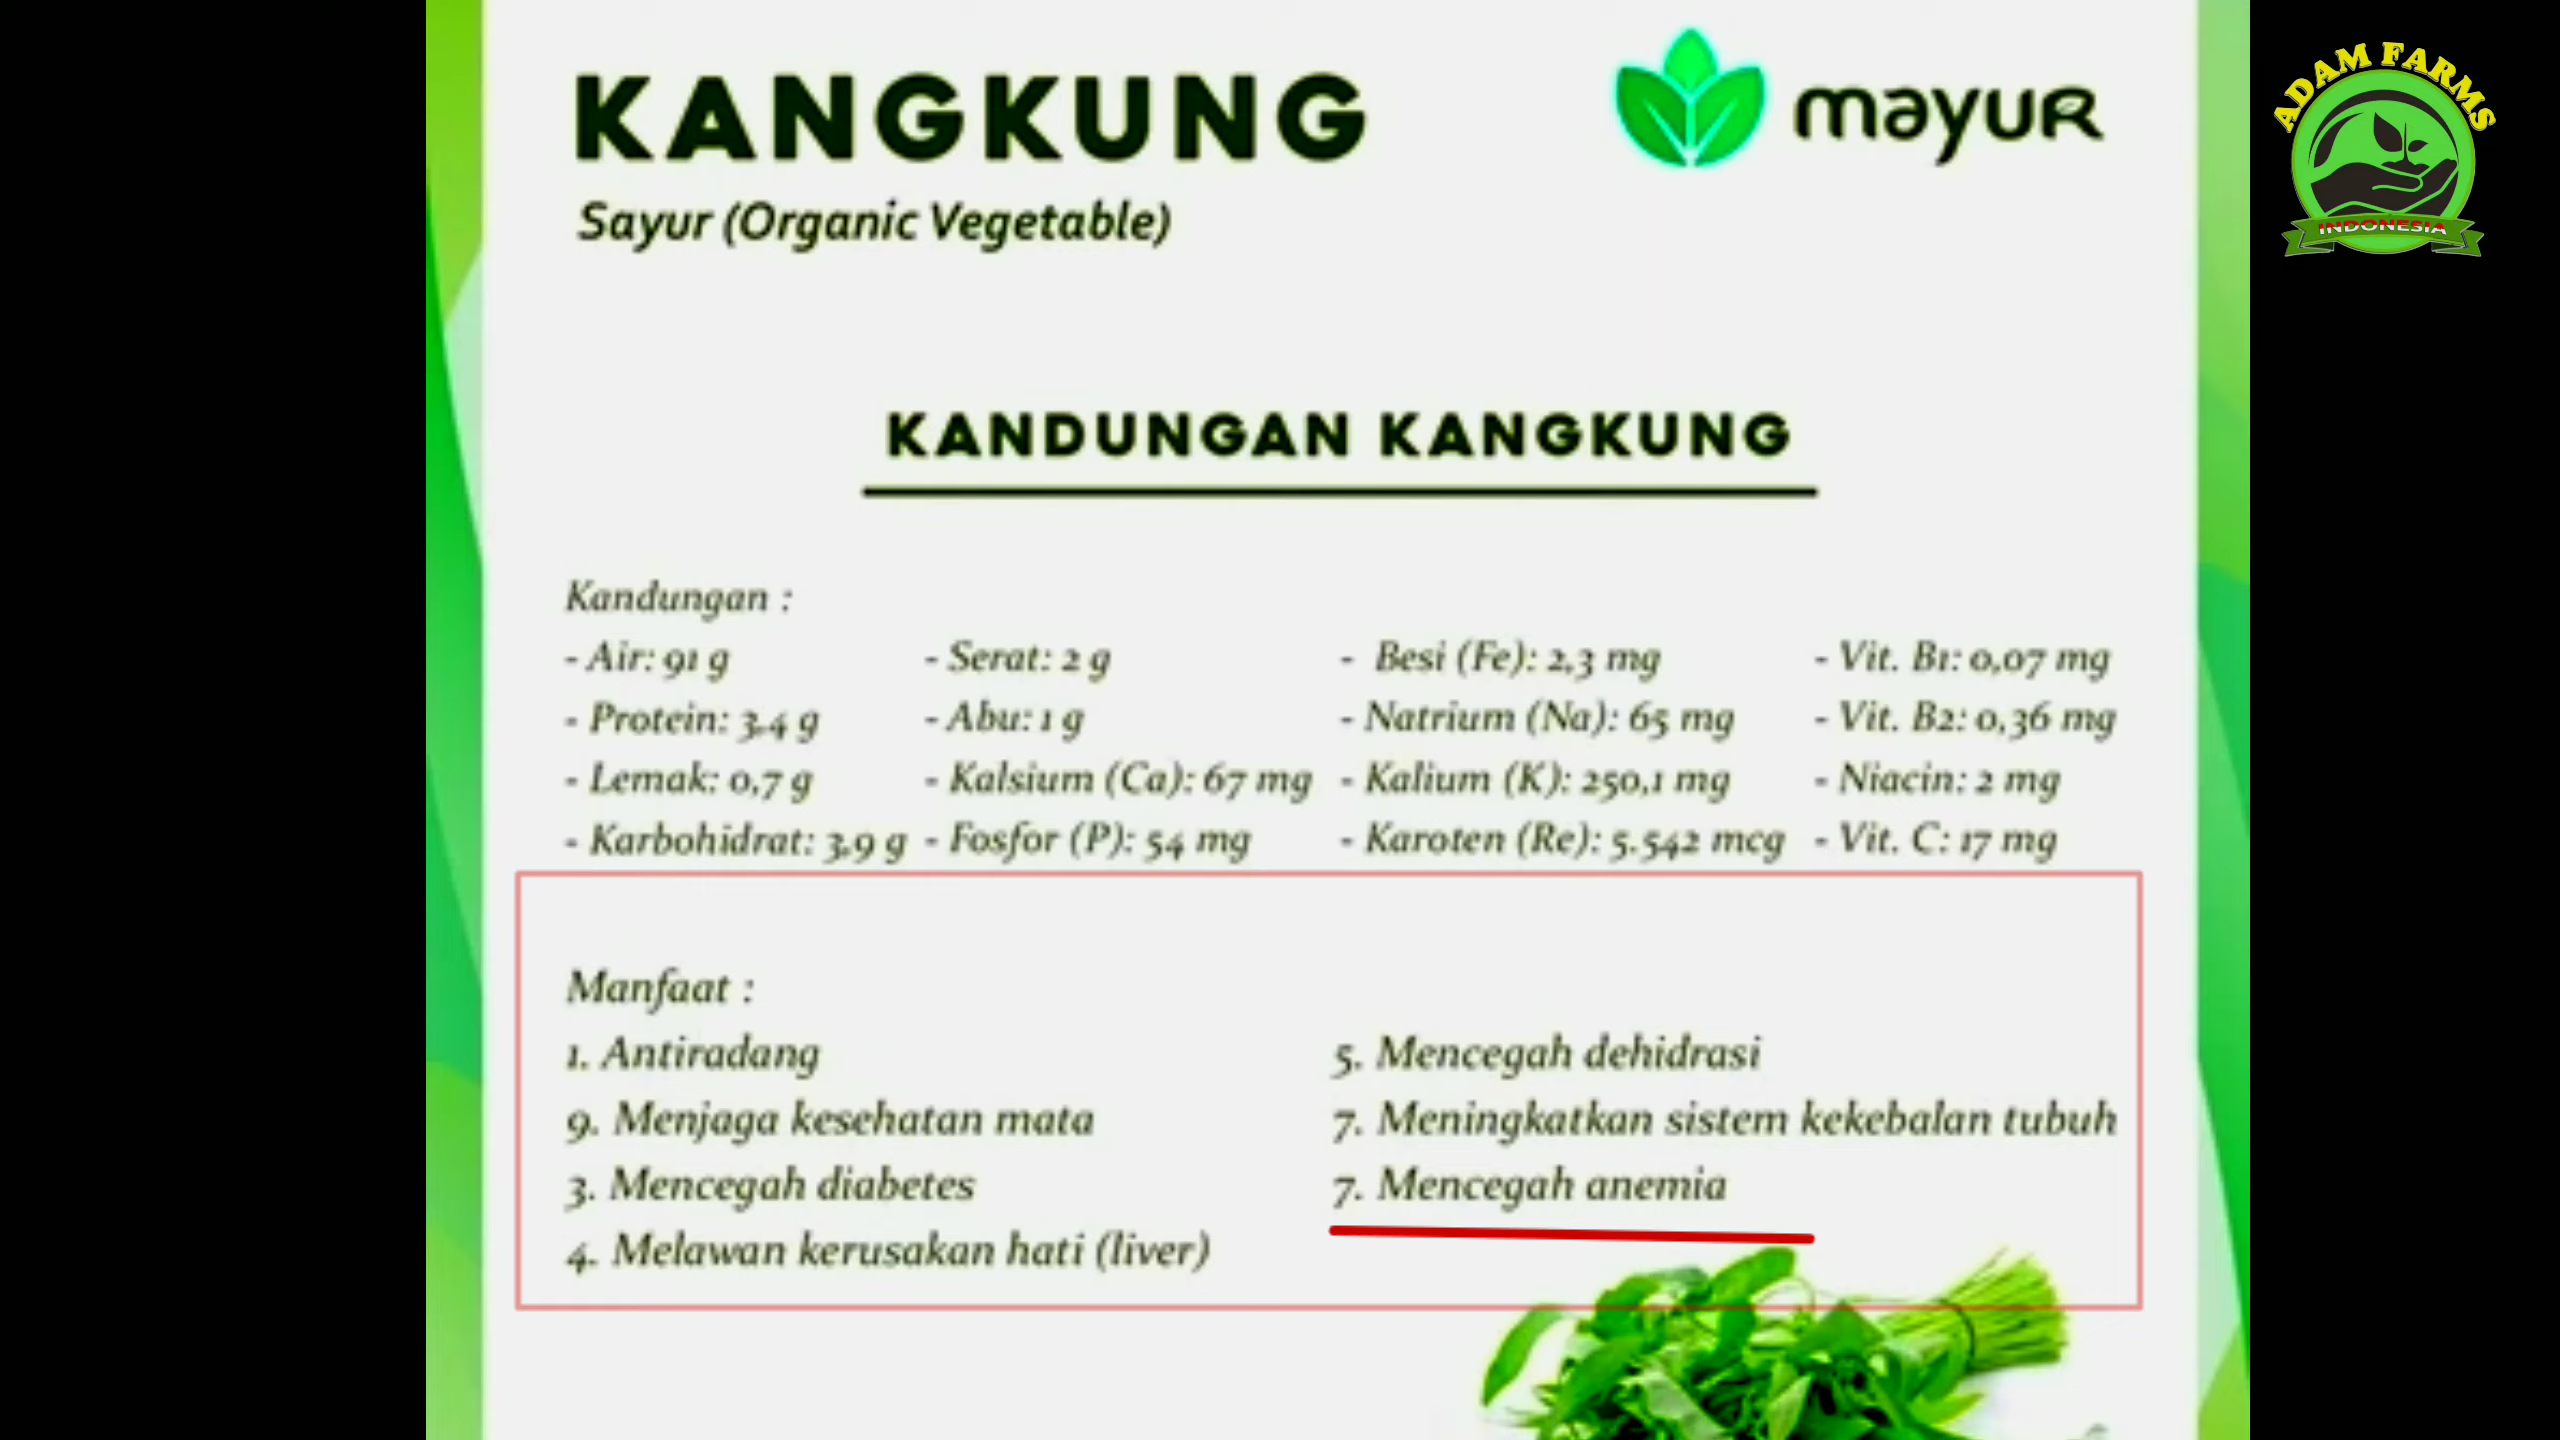 KANGKUNG
mayur
ADAM FARMS
INDONESIA
Sayur (Organic Vegetable)
KANDUNGAN KANGKUNG
Kandungan :
- Air: 91 g - Serat: 2 g - Besi (Fe): 2,3 mg - Vit. B1: 0,07 mg
- Protein: 3.4 g - Abu: 1 g - Natrium (Na): 65 mg - Vit. B2: 0,36 mg
- Lemak: 0,7 g - Kalsium (Ca): 67 mg - Kalium (K): 250,1 mg - Niacin: 2 mg
- Karbohidrat: 3.9 g - Fosfor (P): 54 mg - Karoten (Re): 5.542 mcg - Vit. C: 17 mg
Manfaat :
1. Antiradang
9. Menjaga kesehatan mata
3. Mencegah diabetes
4. Melawan kerusakan hati (liver)
5. Mencegah dehidrasi
7. Meningkatkan sistem kekebalan tubuh
7. Mencegah anemia